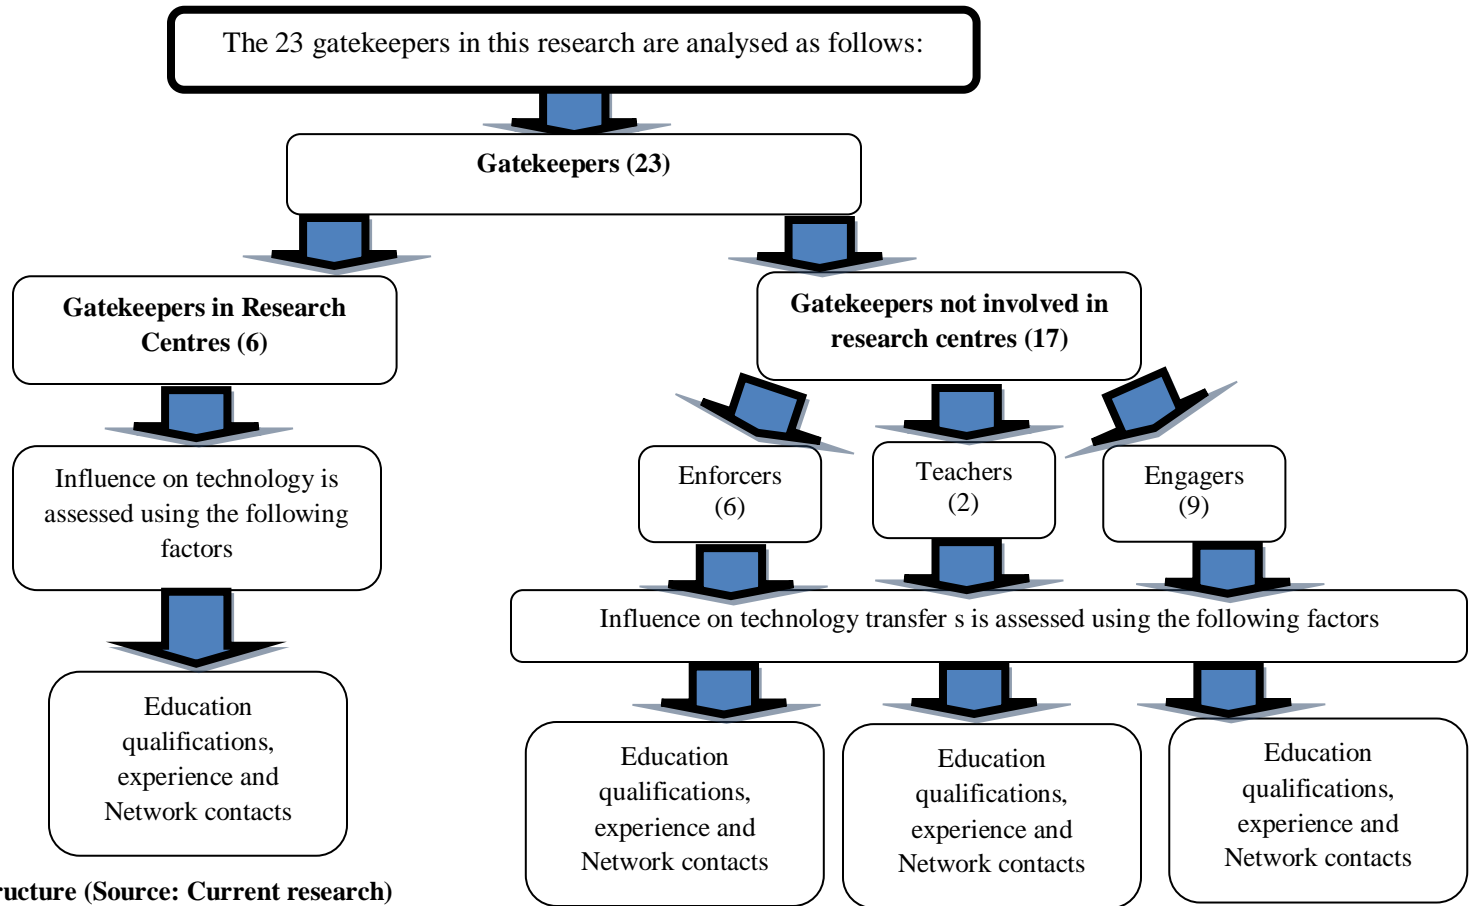 The 23 gatekeepers in this research are analysed as follows:
Gatekeepers (23)
Gatekeepers in Research
Centres (6)
Gatekeepers not involved in
research centres (17)
Influence on technology is
assessed using the following
factors
Enforcers
(6)
Teachers
(2)
Engagers
(9)
Influence on technology transfer s is assessed using the following factors
Education
qualifications,
experience and
Network contacts
Education
qualifications,
experience and
Network contacts
Education
qualifications,
experience and
Network contacts
Education
qualifications,
experience and
Network contacts
ructure (Source: Current research)